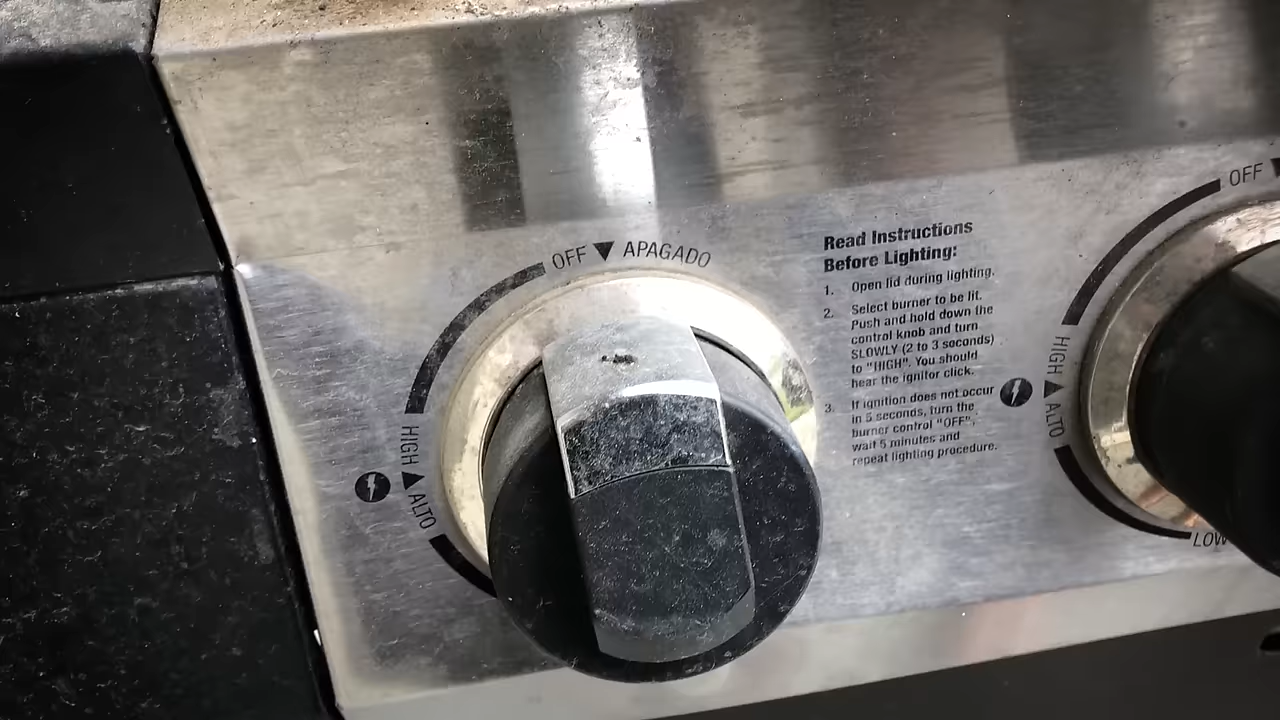 OFF APAGADO
HIGH ALTO
Read Instructions
Before Lighting:
1. Open lid during lighting.
2. Select burner to be lit.
Push and hold down the
control knob and turn
SLOWLY (2 to 3 seconds)
to "HIGH". You should
hear the ignitor click.
3. If ignition does not occur
in 5 seconds, turn the
burner control "OFF",
wait 5 minutes and
repeat lighting procedure.
OFF
HIGH ALTO
LOW